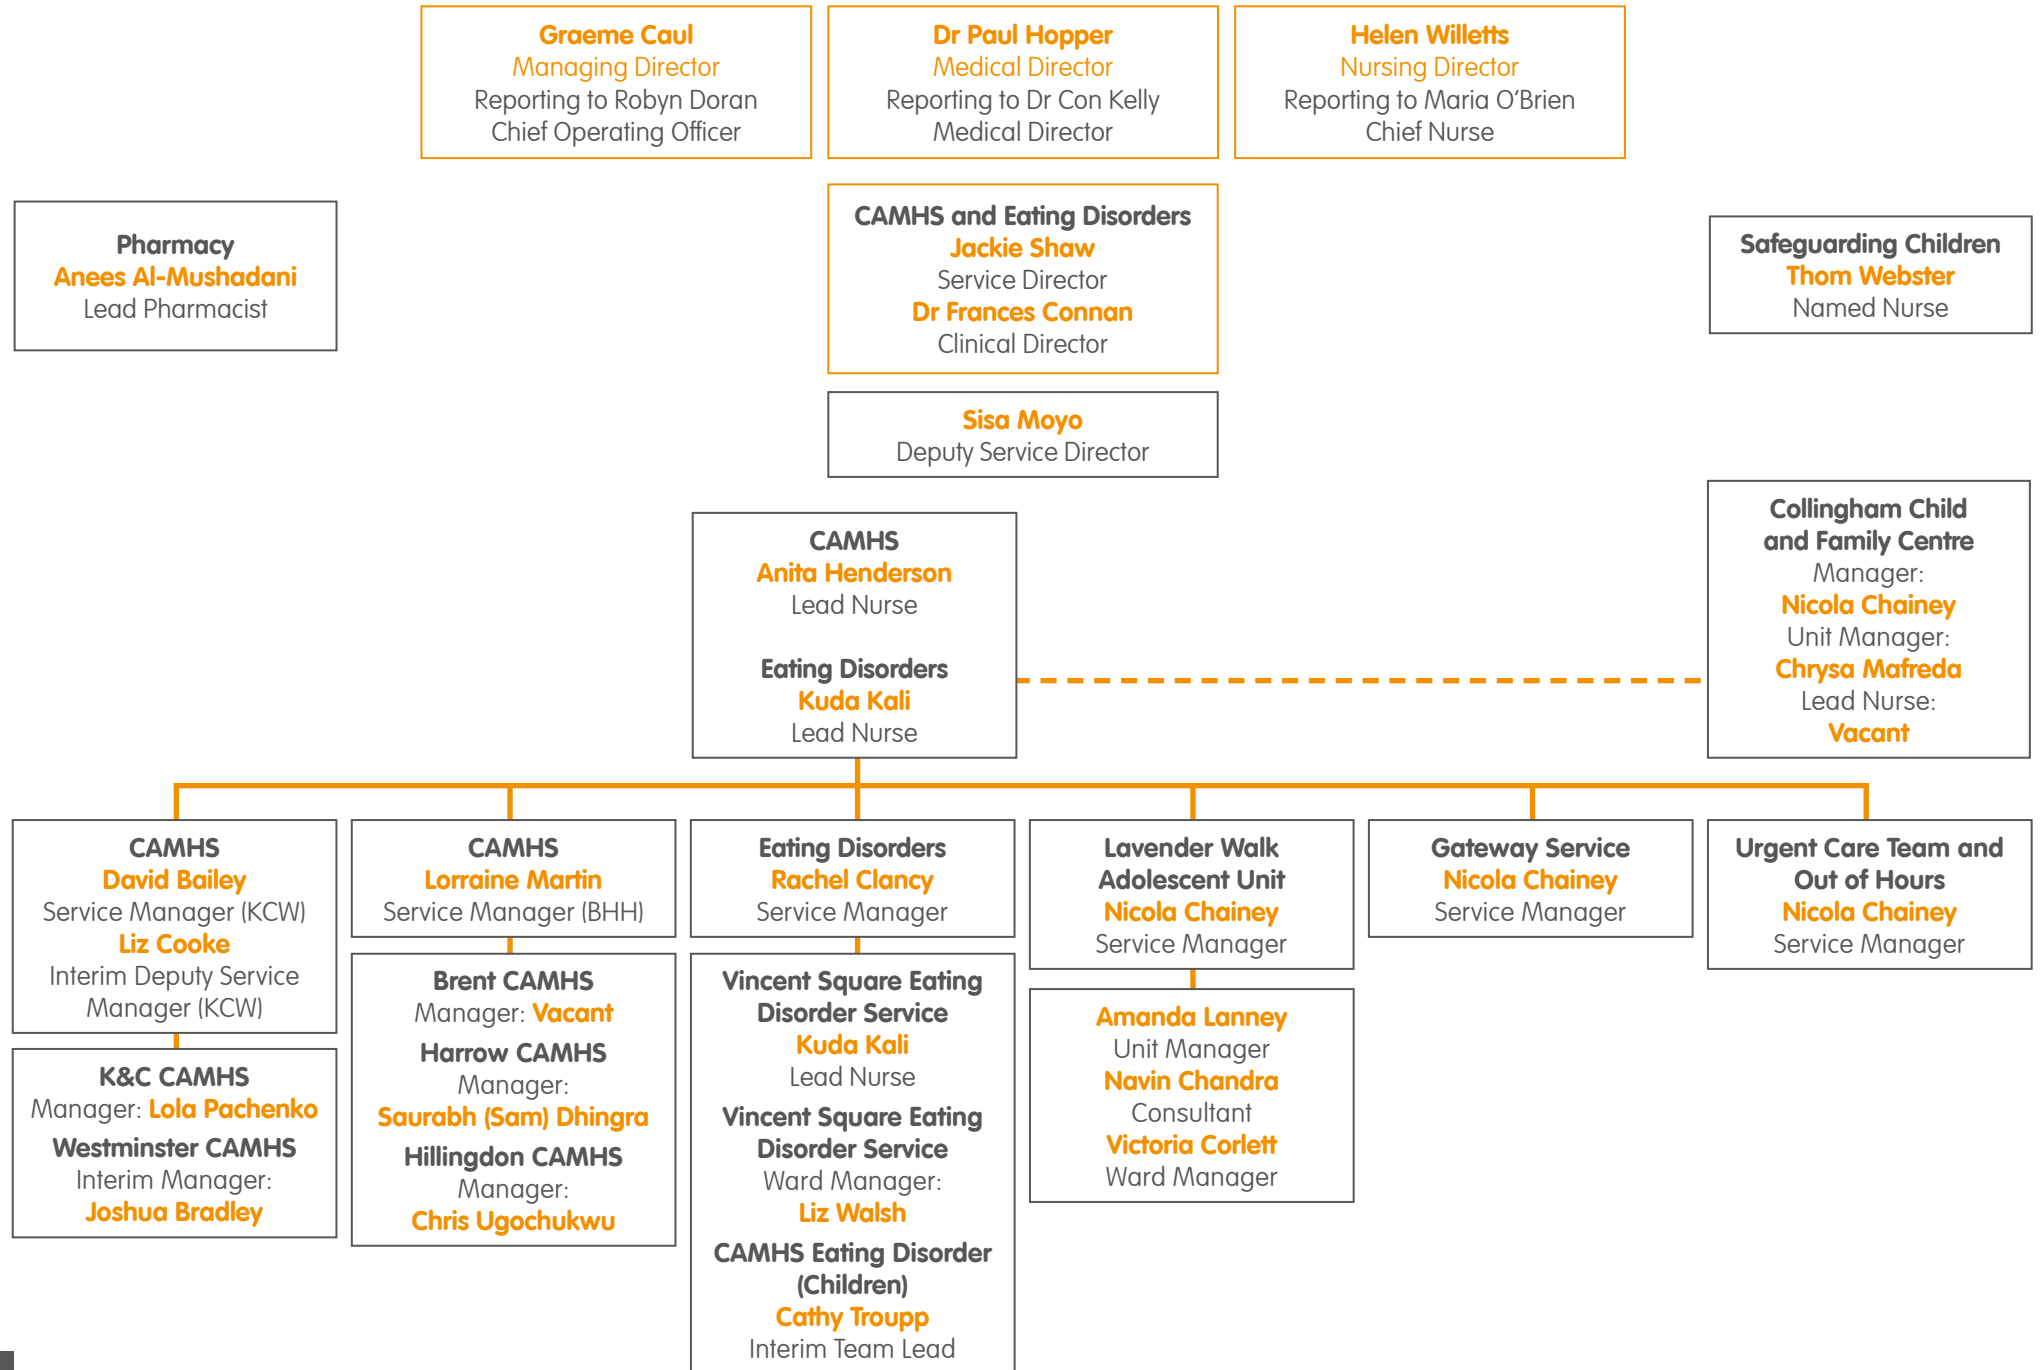 Graeme Caul
Managing Director
Reporting to Robyn Doran
Chief Operating Officer
Dr Paul Hopper
Medical Director
Reporting to Dr Con Kelly
Medical Director
Helen Willetts
Nursing Director
Reporting to Maria O'Brien
Chief Nurse
Pharmacy
Anees Al-Mushadani
Lead Pharmacist
CAMHS and Eating Disorders
Jackie Shaw
Service Director
Dr Frances Connan
Clinical Director
Safeguarding Children
Thom Webster
Named Nurse
Sisa Moyo
Deputy Service Director
CAMHS
Anita Henderson
Lead Nurse
Eating Disorders
Kuda Kali
Lead Nurse
Collingham Child
and Family Centre
Manager:
Nicola Chainey
Unit Manager:
Chrysa Mafreda
Lead Nurse:
Vacant
CAMHS
David Bailey
Service Manager (KCW)
Liz Cooke
Interim Deputy Service
Manager (KCW)
K&C CAMHS
Manager: Lola Pachenko
Westminster CAMHS
Interim Manager:
Joshua Bradley
CAMHS
Lorraine Martin
Service Manager (BHH)
Brent CAMHS
Manager: Vacant
Harrow CAMHS
Manager:
Saurabh (Sam) Dhingra
Hillingdon CAMHS
Manager:
Chris Ugochukwu
Eating Disorders
Rachel Clancy
Service Manager
Vincent Square Eating
Disorder Service
Kuda Kali
Lead Nurse
Vincent Square Eating
Disorder Service
Ward Manager:
Liz Walsh
CAMHS Eating Disorder
(Children)
Cathy Troupp
Interim Team Lead
Lavender Walk
Adolescent Unit
Nicola Chainey
Service Manager
Amanda Lanney
Unit Manager
Navin Chandra
Consultant
Victoria Corlett
Ward Manager
Gateway Service
Nicola Chainey
Service Manager
Urgent Care Team and
Out of Hours
Nicola Chainey
Service Manager